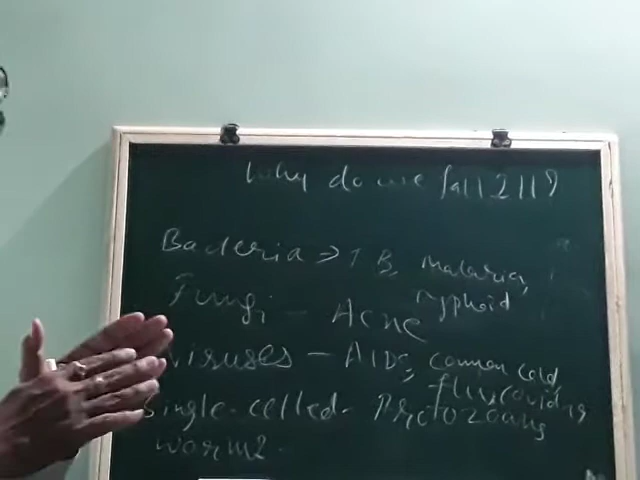 Why do we fall ill?
Bacteria → TB, Malaria,
Typhoid
Fungi - Acne
Viruses - AIDS, common cold,
flu, covid 19
Single-celled - Protozoans
worms.